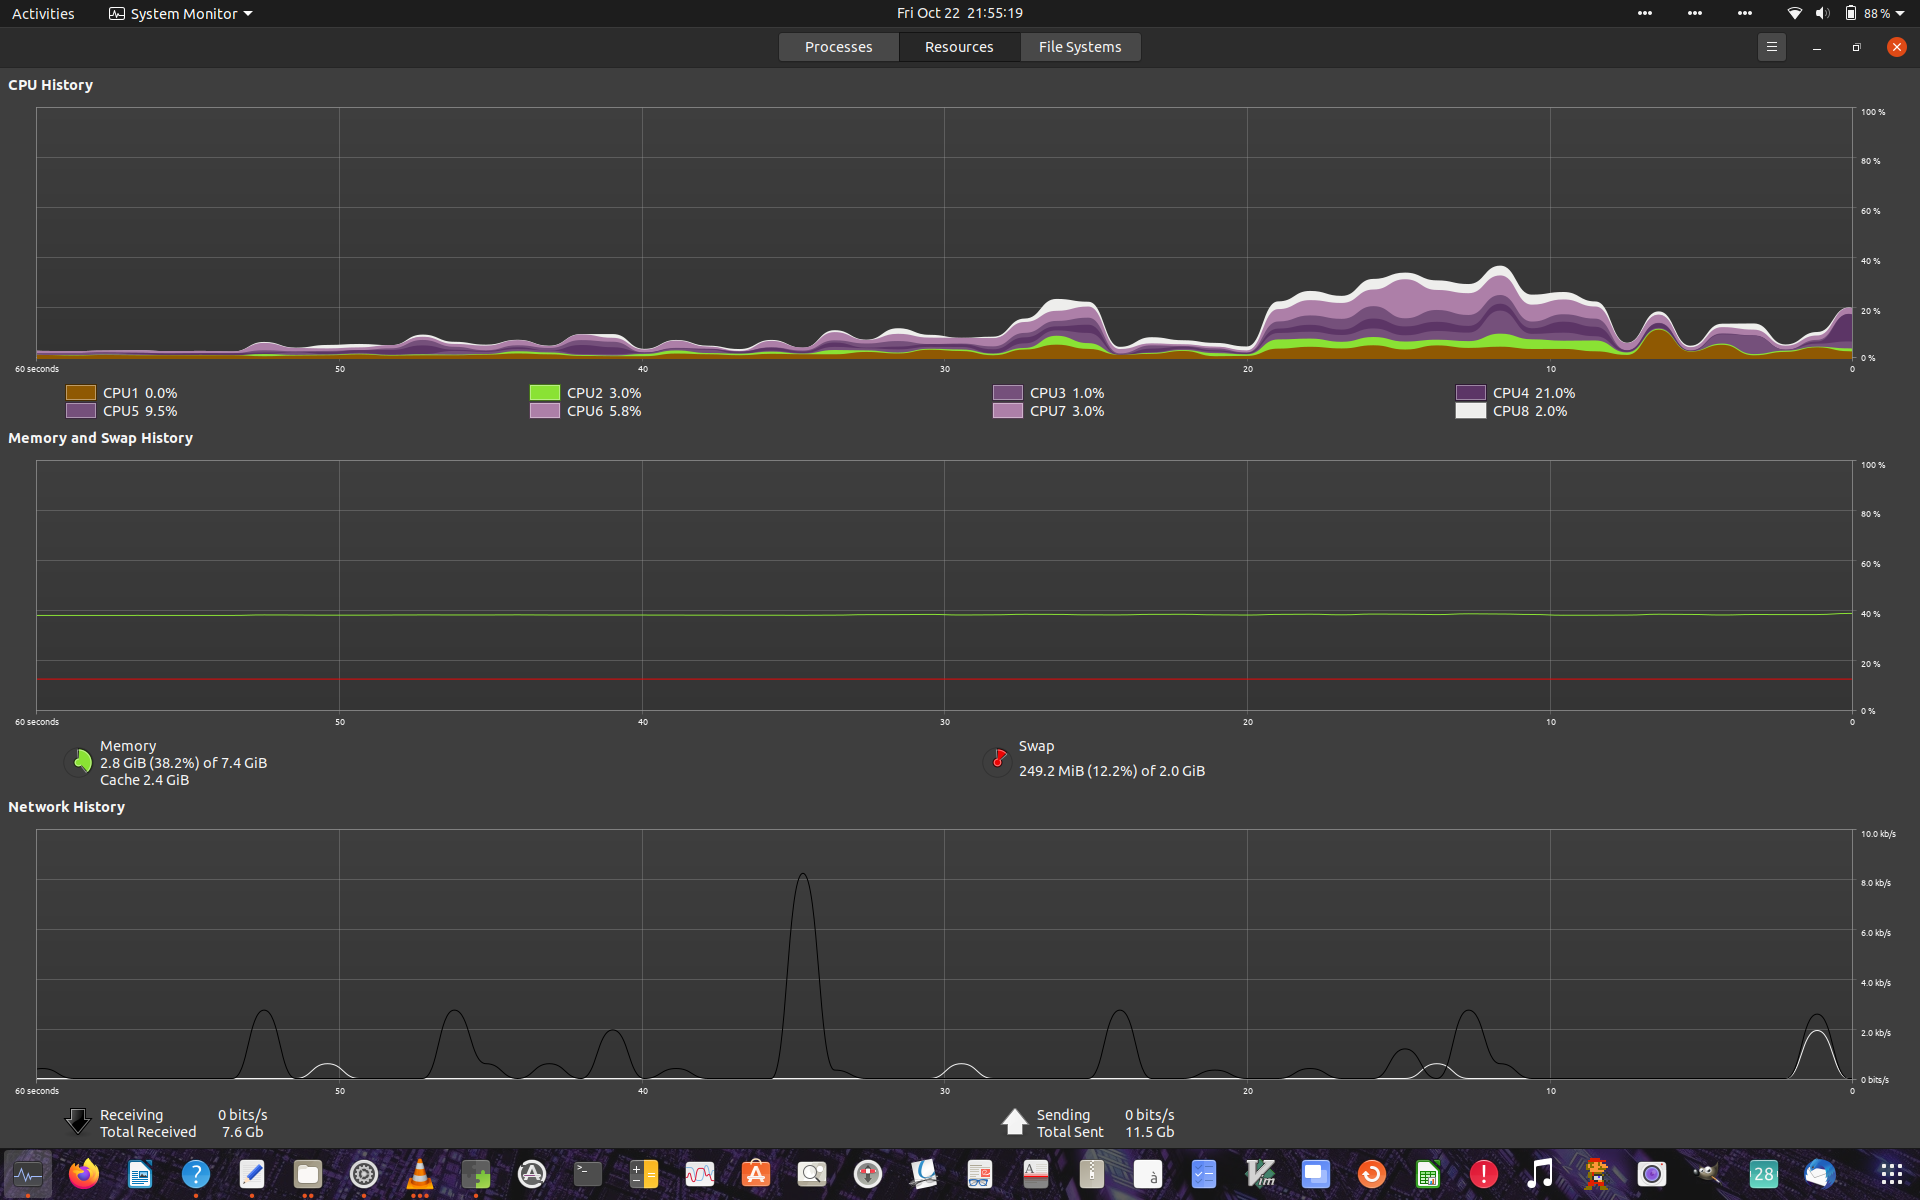 Activities System Monitor Fri Oct 22 21:55:19 88 %
Processes Resources File Systems
CPU History
100 %
80 %
60 %
40 %
20 %
0 %
60 seconds 50 40 30 20 10 0
CPU1 0.0% CPU2 3.0% CPU3 1.0% CPU4 21.0%
CPU5 9.5% CPU6 5.8% CPU7 3.0% CPU8 2.0%
Memory and Swap History
100 %
80 %
60 %
40 %
20 %
0 %
60 seconds 50 40 30 20 10 0
Memory
2.8 GiB (38.2%) of 7.4 GiB
Cache 2.4 GiB
Swap
249.2 MiB (12.2%) of 2.0 GiB
Network History
10.0 kb/s
8.0 kb/s
6.0 kb/s
4.0 kb/s
2.0 kb/s
0 bits/s
60 seconds 50 40 30 20 10 0
Receiving 0 bits/s Sending 0 bits/s
Total Received 7.6 Gb Total Sent 11.5 Gb
? >_ A à Vim ! 28